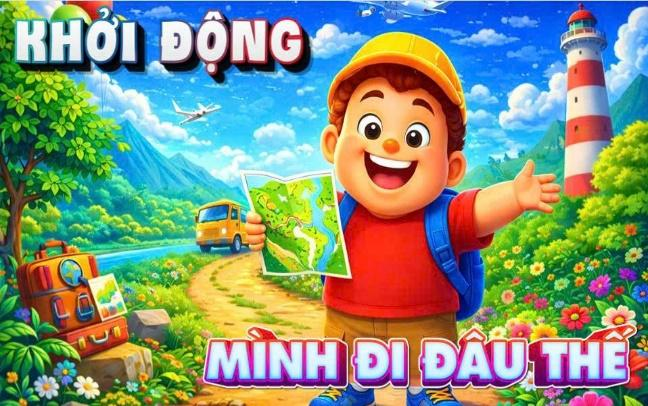 KHỞI ĐỘNG
MÌNH ĐI ĐÂU THẾ